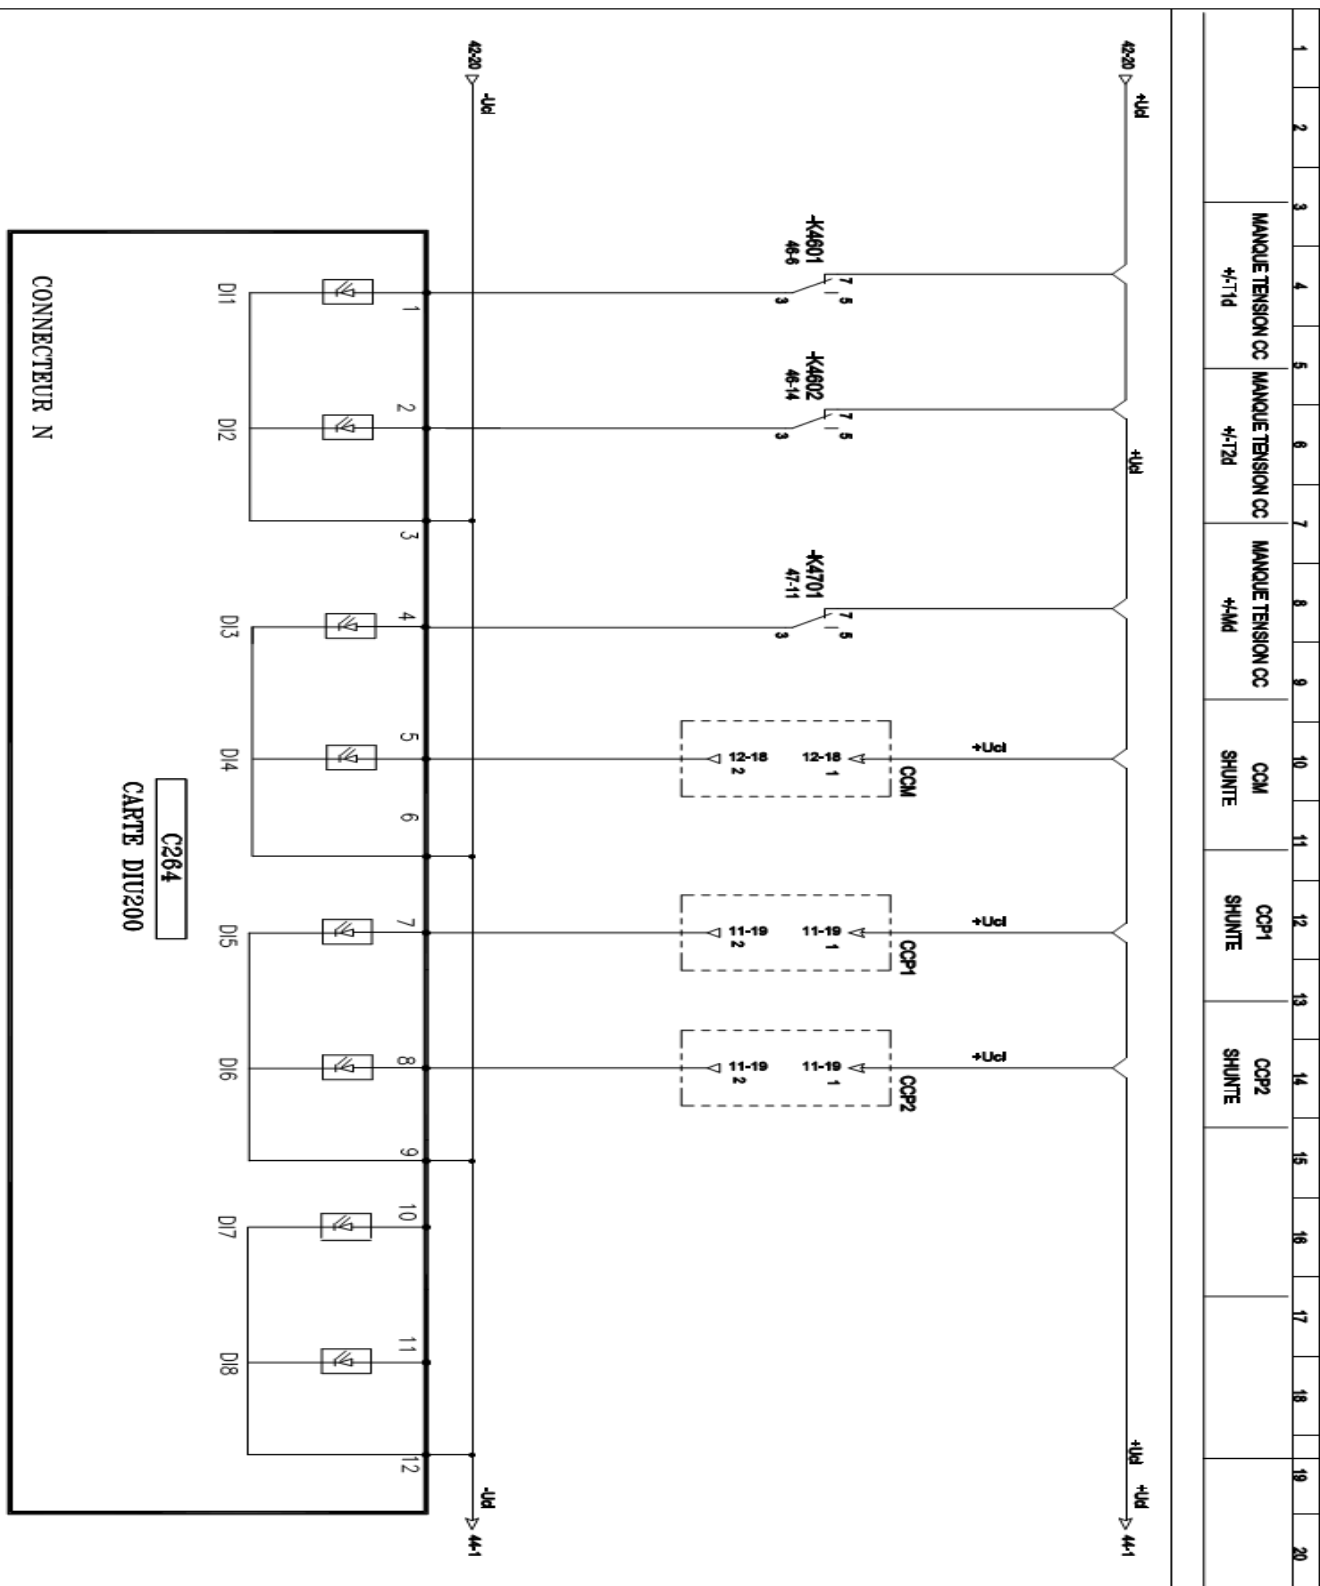 1 2 3 4 5 6 7 8 9 10 11 12 13 14 15 16 17 18 19 20
MANQUE TENSION CC
+/-T1d
MANQUE TENSION CC
+/-T2d
MANQUE TENSION CC
+/-Md
CCM
SHUNTE
CCP1
SHUNTE
CCP2
SHUNTE
42-20
+Ucl
+Ucl
+Ucl
+Ucl
44-1
-K4601
46-6
7
5
3
-K4602
46-14
7
5
3
-K4701
47-11
7
5
3
+Ucl
CCM
12-18
1
12-18
2
+Ucl
CCP1
11-19
1
11-19
2
+Ucl
CCP2
11-19
1
11-19
2
42-20
-Ucl
-Ucl
44-1
1 2 3 4 5 6 7 8 9 10 11 12
DI1 DI2 DI3 DI4 DI5 DI6 DI7 DI8
C264
CARTE DIU200
CONNECTEUR N